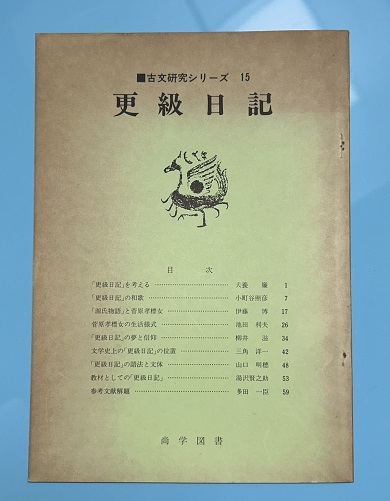 ■古文研究シリーズ 15
更級日記
目 次
「更級日記」を考える ……………… 犬養 廉 1
「更級日記」の和歌 ……………… 小町谷照彦 7
「源氏物語」と菅原孝標女 ……………… 伊藤 博 17
菅原孝標女の生活様式 ……………… 池田 利夫 26
「更級日記」の夢と信仰 ……………… 柳井 滋 34
文学史上の「更級日記」の位置 ……………… 三角 洋一 42
「更級日記」の語法と文体 ……………… 山口 明穂 48
教材としての「更級日記」 ……………… 湯沢賢之助 53
参考文献解題 ……………… 多田 一臣 59
尚学図書